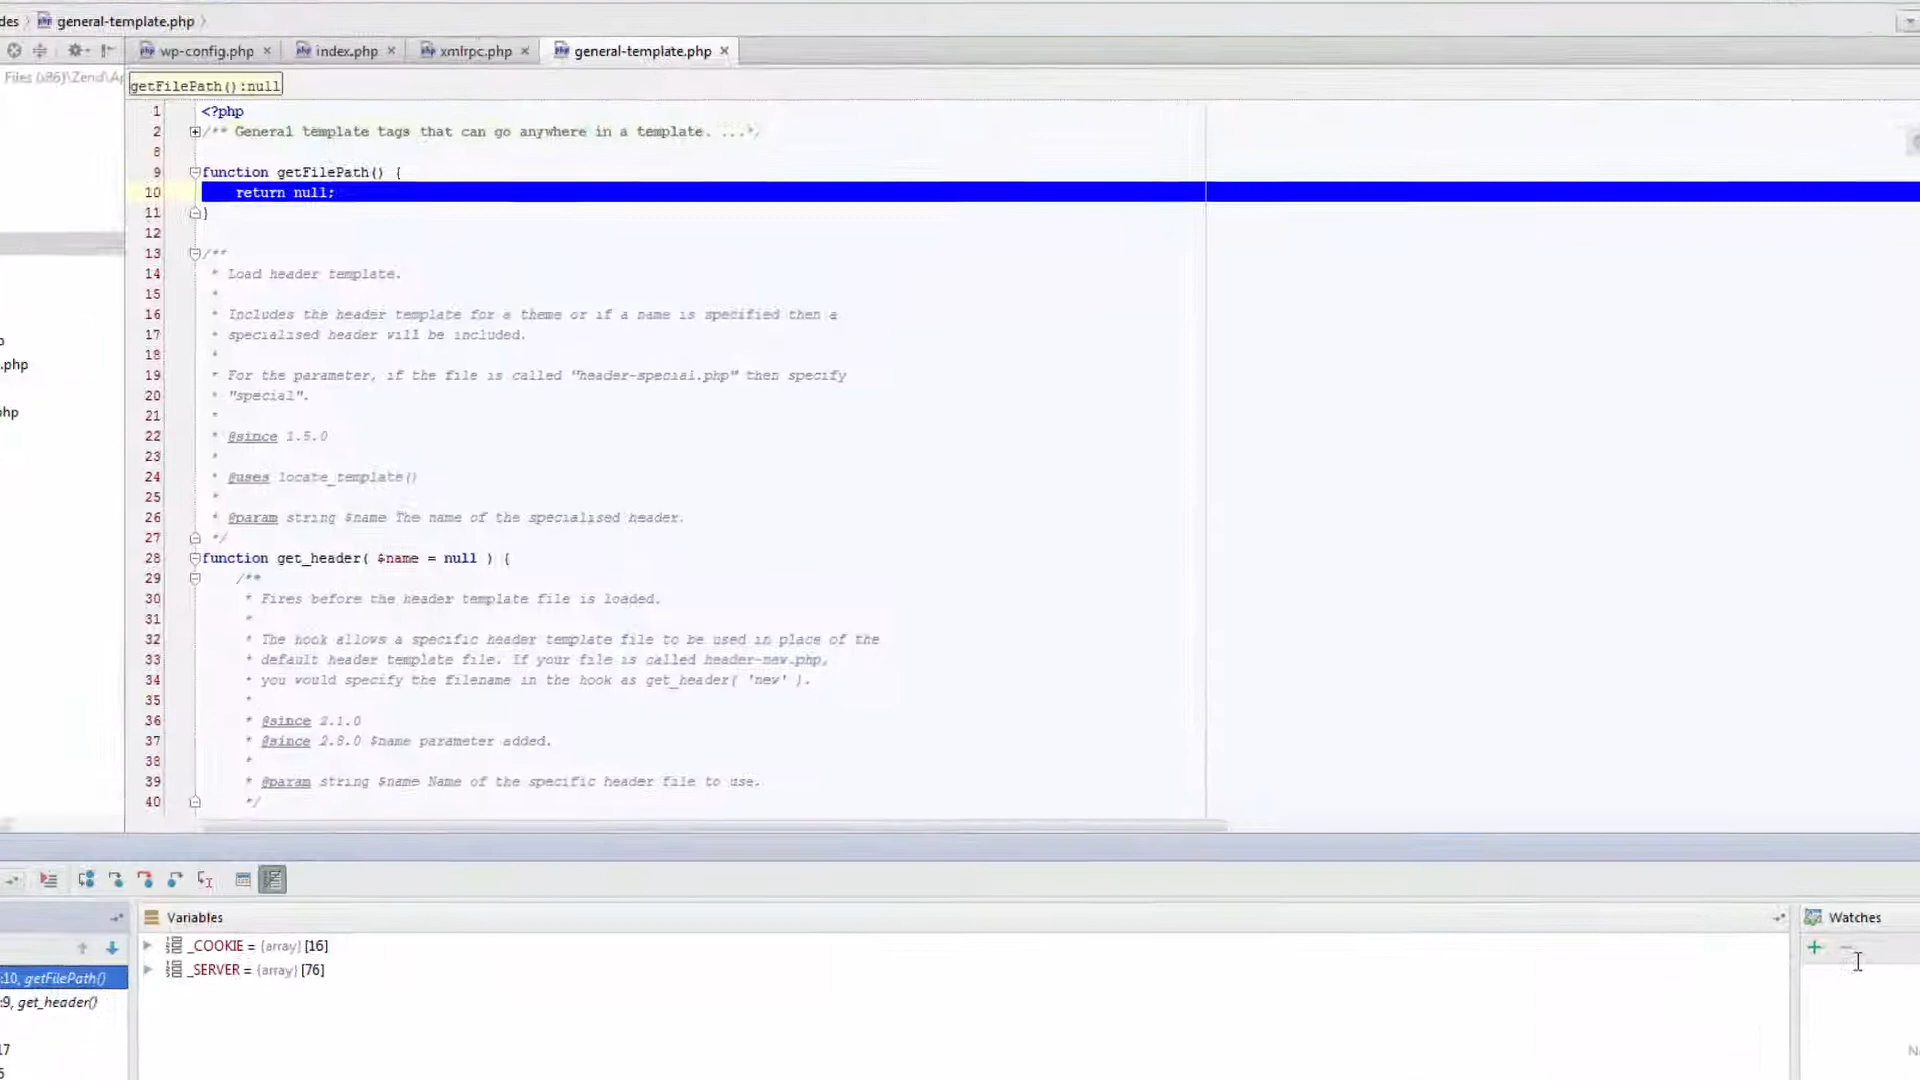 des general-template.php
wp-config.php index.php xmlrpc.php general-template.php
Files (x86)\Zend\Ap
getFilePath():null
1 <?php
2 /** General template tags that can go anywhere in a template. ...*/
8
9 function getFilePath() {
10 return null;
11 }
12
13 /**
14 * Load header template.
15 *
16 * Includes the header template for a theme or if a name is specified then a
17 * specialised header will be included.
18 *
19 * For the parameter, if the file is called "header-special.php" then specify
20 * "special".
21 *
22 * @since 1.5.0
23 *
24 * @uses locate_template()
25 *
26 * @param string $name The name of the specialised header.
27 */
28 function get_header( $name = null ) {
29 /**
30 * Fires before the header template file is loaded.
31 *
32 * The hook allows a specific header template file to be used in place of the
33 * default header template file. If your file is called header-new.php,
34 * you would specify the filename in the hook as get_header( 'new' ).
35 *
36 * @since 2.1.0
37 * @since 2.8.0 $name parameter added.
38 *
39 * @param string $name Name of the specific header file to use.
40 */
.php
hp
Variables
_COOKIE = {array} [16]
_SERVER = {array} [76]
Watches
:10, getFilePath()
:9, get_header()
17
5